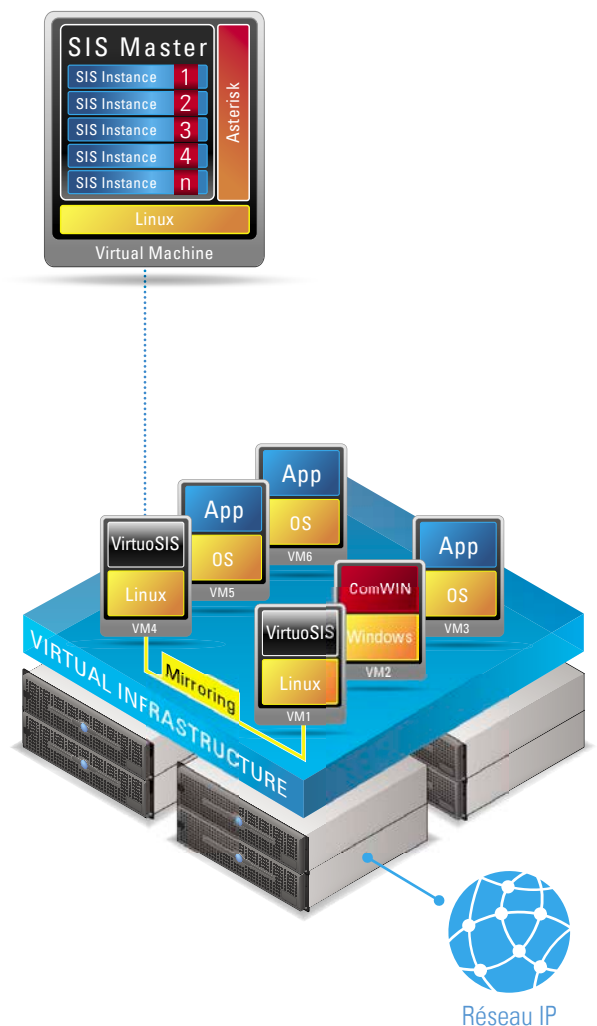 SIS Master
SIS Instance 1
SIS Instance 2
SIS Instance 3
SIS Instance 4
SIS Instance n
Asterisk
Linux
Virtual Machine
App
OS
VM6
App
OS
VM5
VirtuoSIS
Linux
VM4
App
OS
VM3
ComWIN
Windows
VM2
VirtuoSIS
Linux
VM1
Mirroring
VIRTUAL INFRASTRUCTURE
Réseau IP